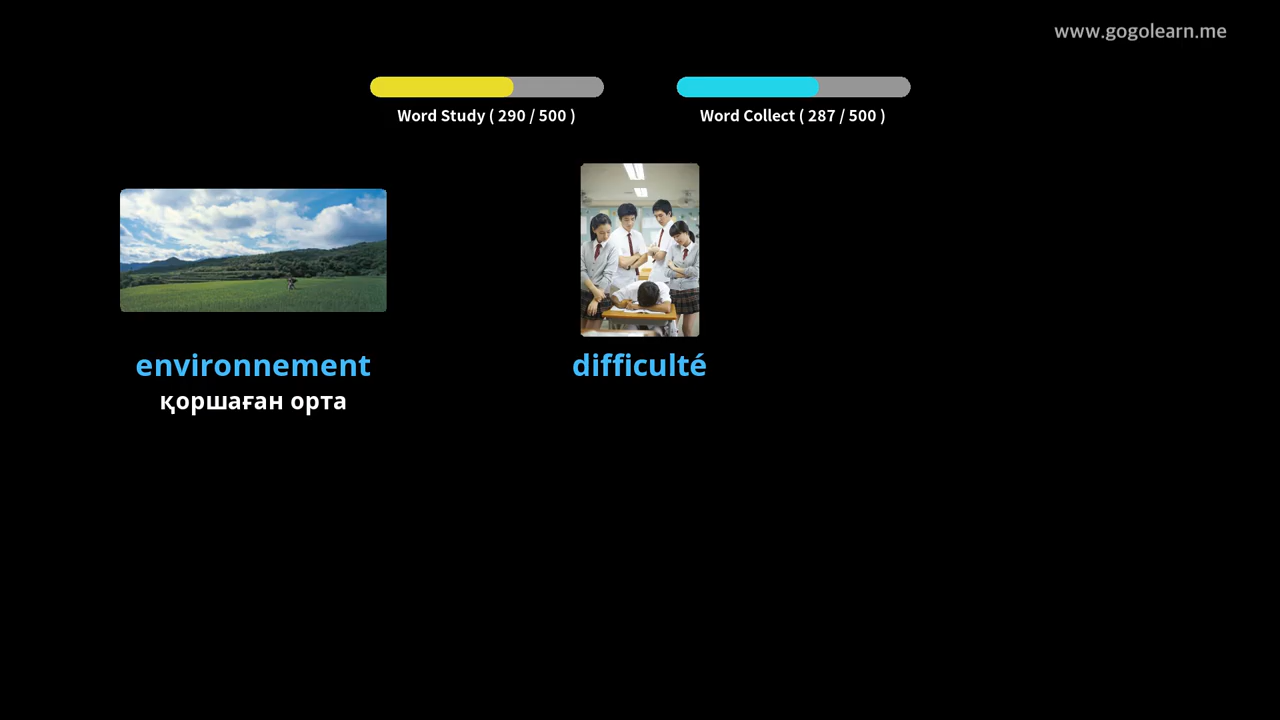 www.gogolearn.me
Word Study ( 290 / 500 )
Word Collect ( 287 / 500 )
environnement
қоршаған орта
difficulté